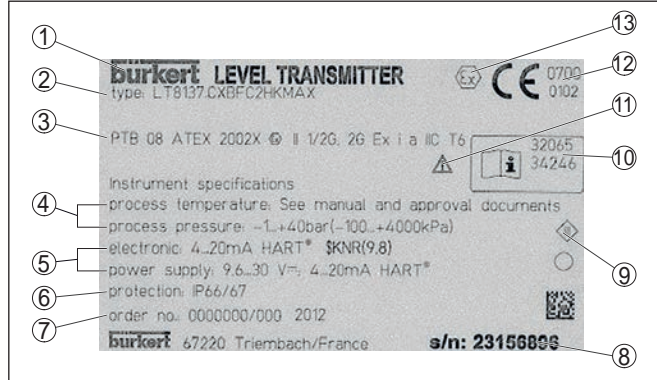 burkert LEVEL TRANSMITTER
type: LT8137.CXBFC2HKMAX
PTB 08 ATEX 2002X Ex II 1/2G, 2G Ex i a IIC T6
Instrument specifications
process temperature: See manual and approval documents
process pressure: -1...+40bar(-100...+4000kPa)
electronic: 4...20mA HART® $KNR(9.8)
power supply: 9.6...30 V⎓, 4...20mA HART®
protection: IP66/67
order no.: 0000000/000 2012
burkert 67220 Triembach/France s/n: 23156896
Ex CE 0700
0102
i 32065
34246
1
2
3
4
5
6
7
8
9
10
11
12
13